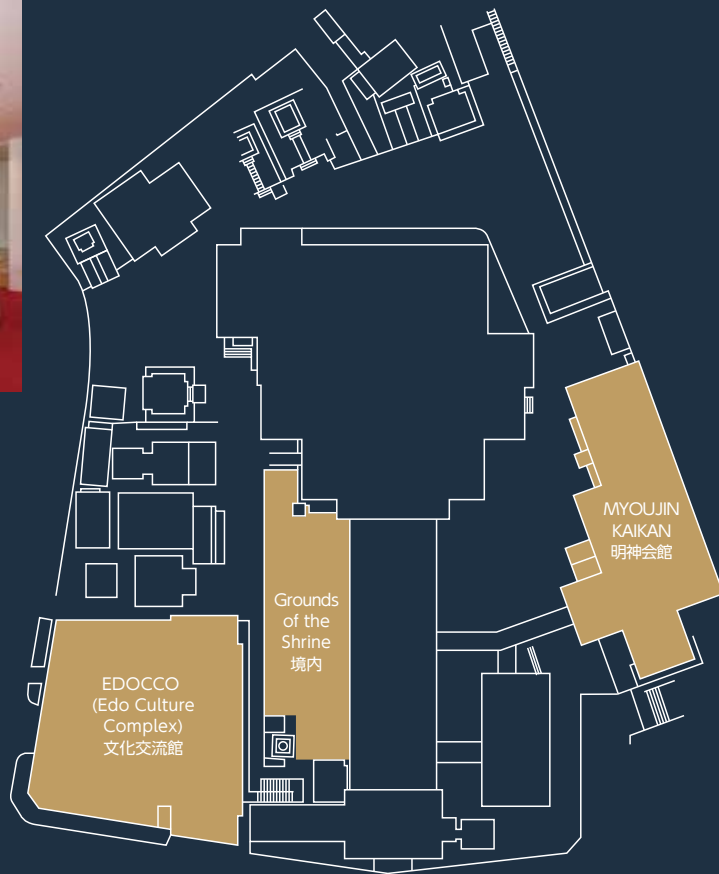 MYOUJIN
KAIKAN
明神会館
Grounds
of the
Shrine
境内
EDOCCO
(Edo Culture
Complex)
文化交流館